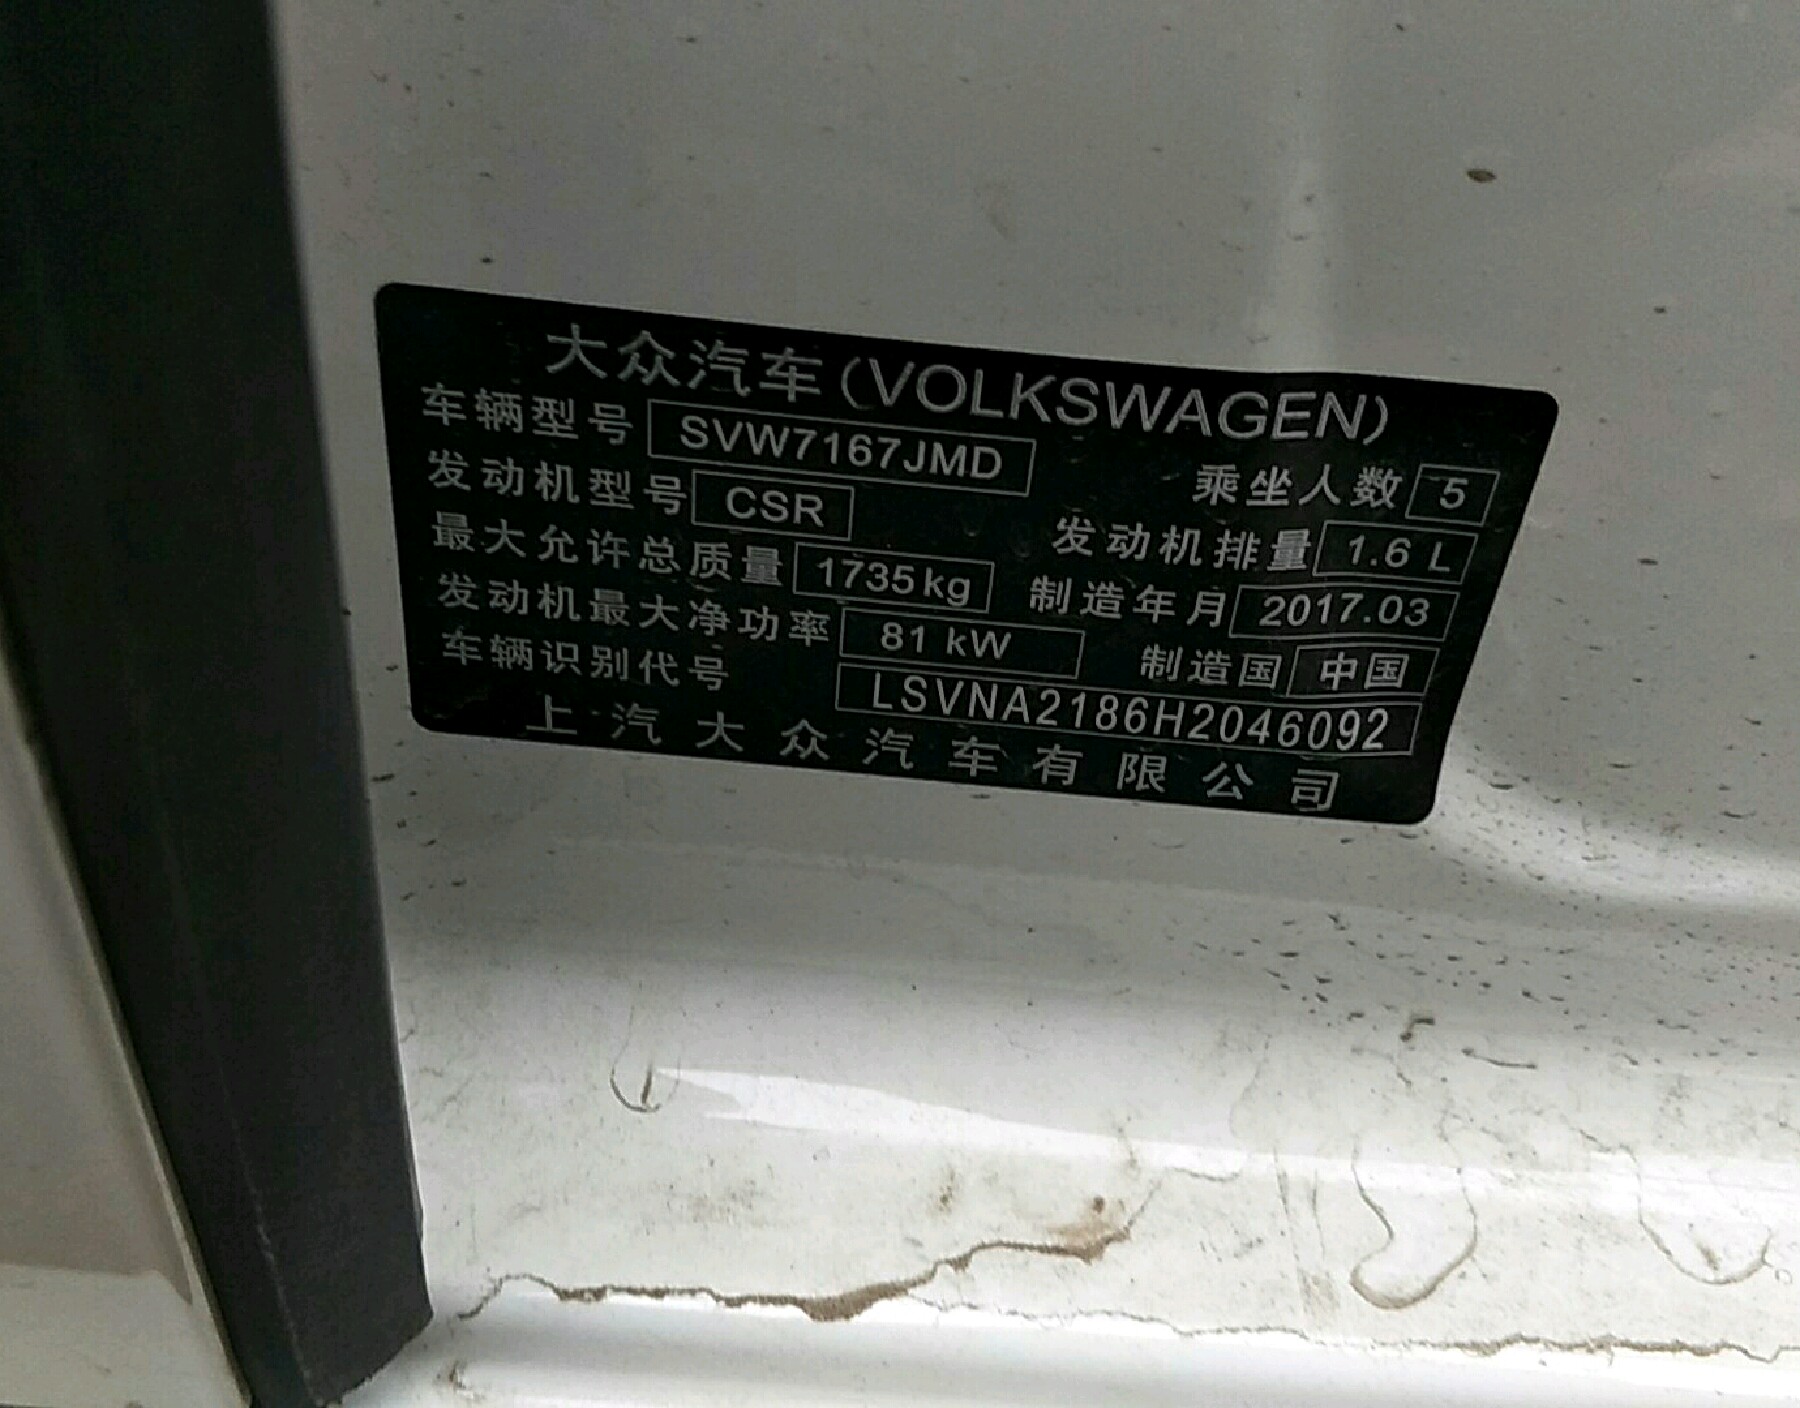 大众汽车(VOLKSWAGEN)
车辆型号 SVW7167JMD 乘坐人数 5
发动机型号 CSR 发动机排量 1.6 L
最大允许总质量 1735kg 制造年月 2017.03
发动机最大净功率 81 kW 制造国 中国
车辆识别代号 LSVNA2186H2046092
上汽大众汽车有限公司